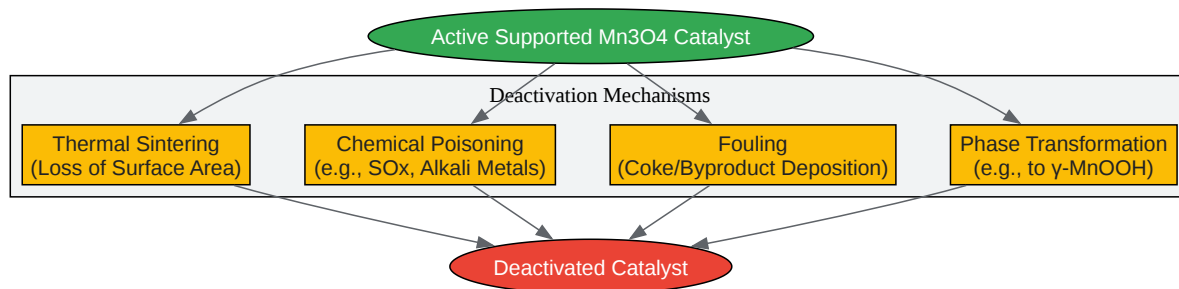 Active Supported Mn3O4 Catalyst
Deactivation Mechanisms
Thermal Sintering
(Loss of Surface Area)
Chemical Poisoning
(e.g., SOx, Alkali Metals)
Fouling
(Coke/Byproduct Deposition)
Phase Transformation
(e.g., to γ-MnOOH)
Deactivated Catalyst